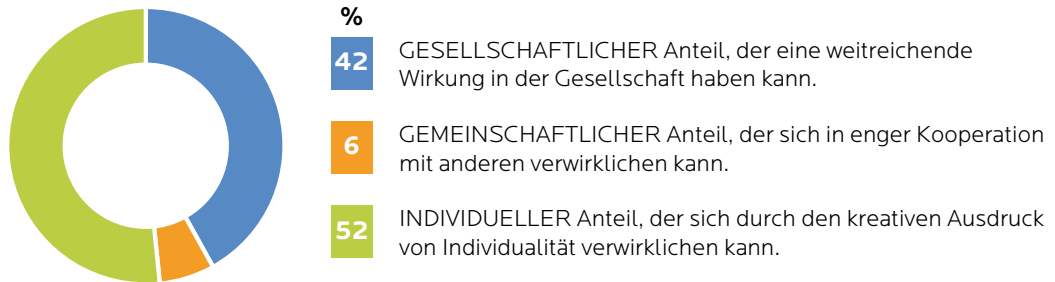 %
42
GESELLSCHAFTLICHER Anteil, der eine weitreichende
Wirkung in der Gesellschaft haben kann.
6
GEMEINSCHAFTLICHER Anteil, der sich in enger Kooperation
mit anderen verwirklichen kann.
52
INDIVIDUELLER Anteil, der sich durch den kreativen Ausdruck
von Individualität verwirklichen kann.